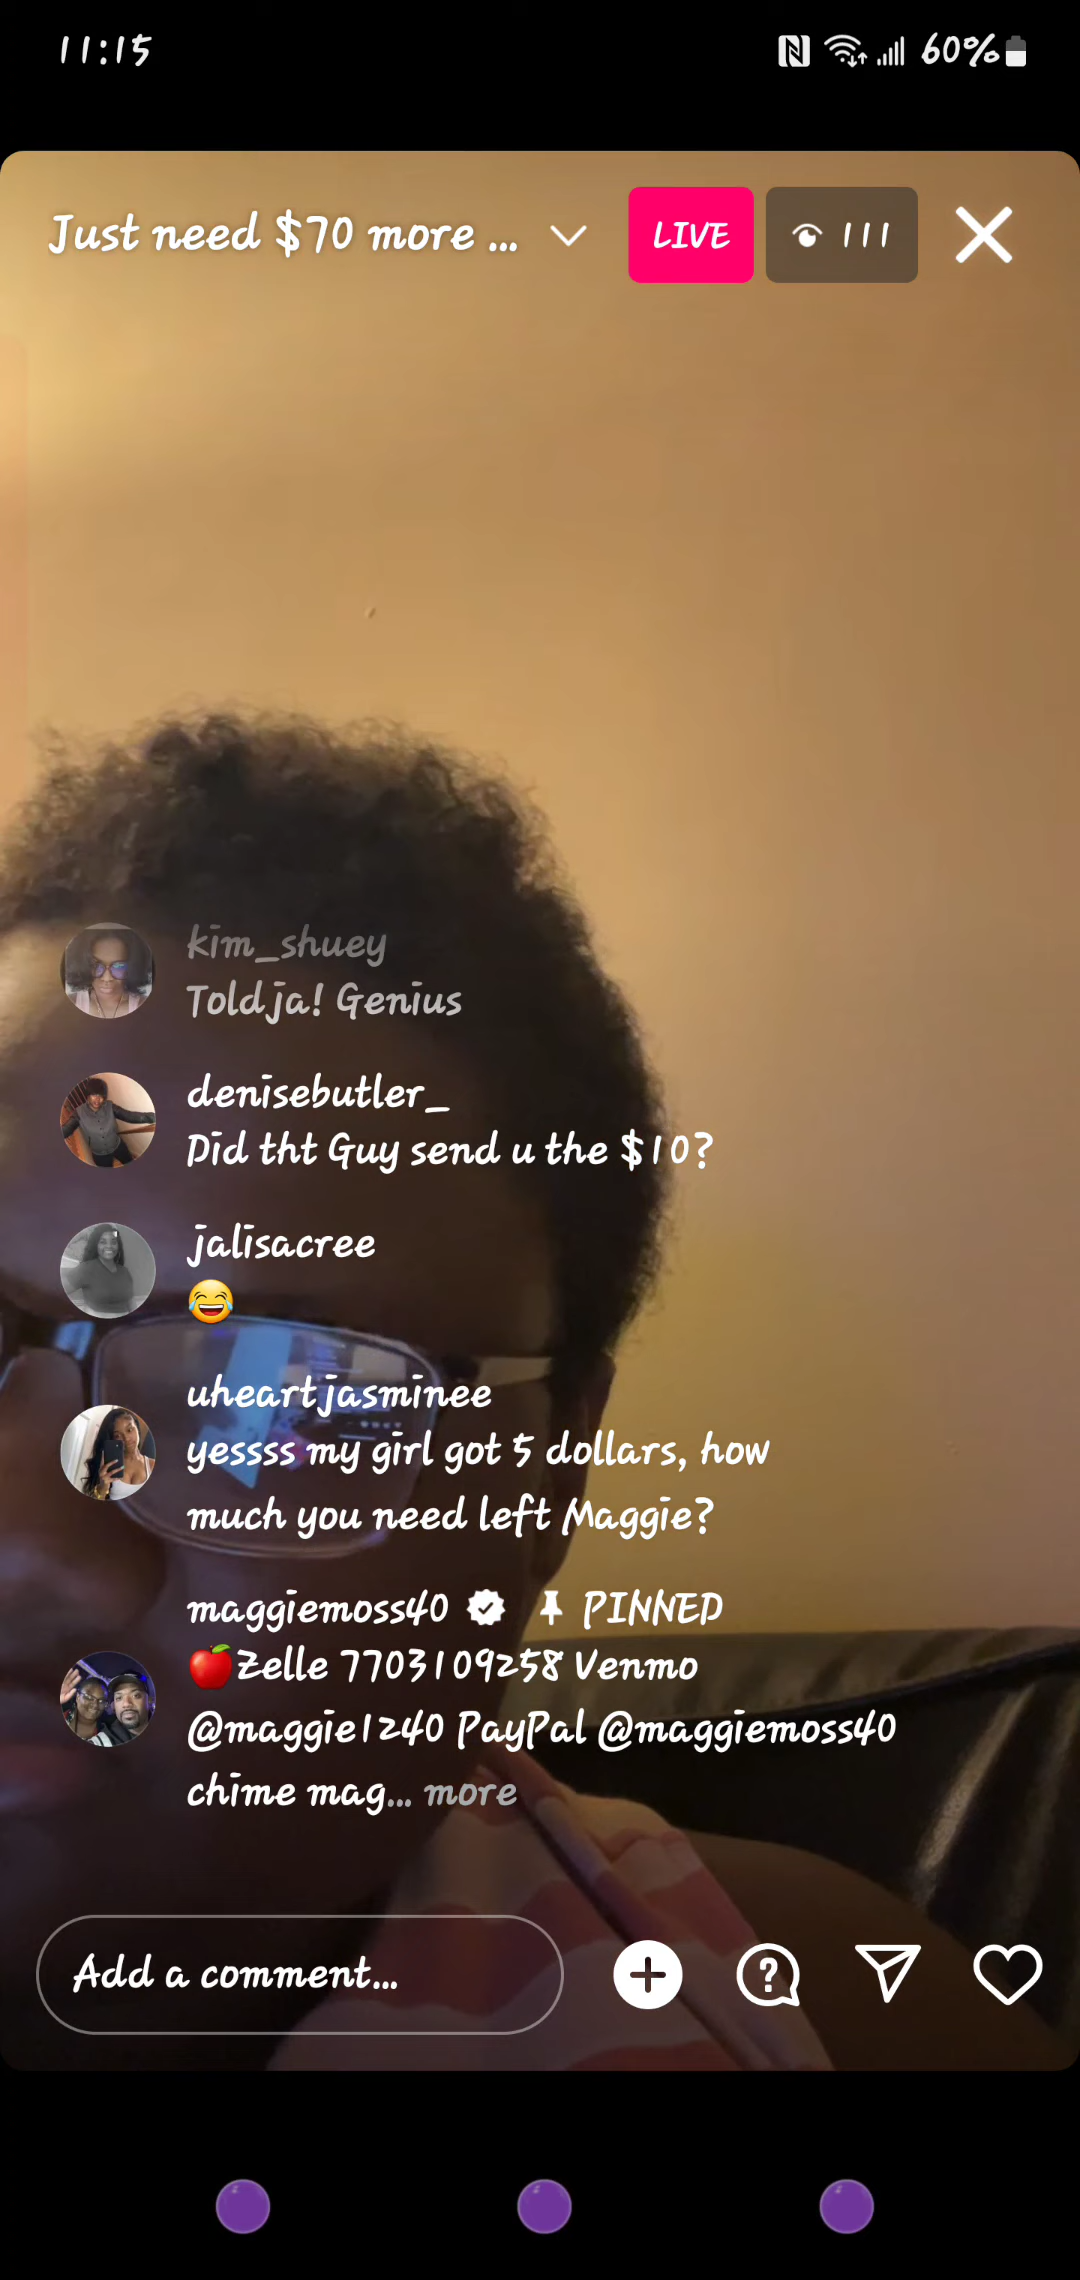 11:15 60%
Just need $70 more ... LIVE 111
kim_shuey
Toldja! Genius
denisebutler_
Did tht Guy send u the $10?
jalisacree
😂
uheartjasminee
yessss my girl got 5 dollars, how
much you need left Maggie?
maggiemoss40 PINNED
🍎Zelle 7703109258 Venmo
@maggie1240 PayPal @maggiemoss40
chime mag... more
Add a comment...